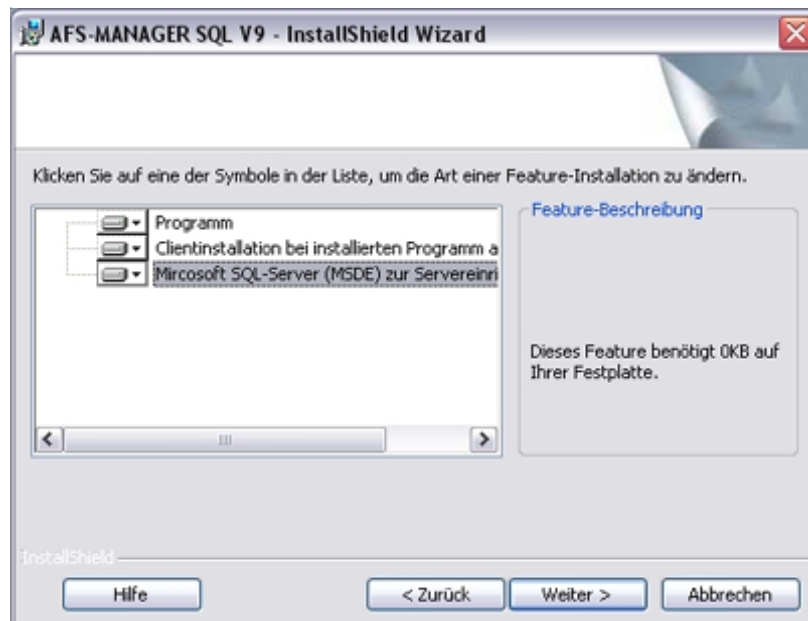 AFS-MANAGER SQL V9 - InstallShield Wizard
Klicken Sie auf eine der Symbole in der Liste, um die Art einer Feature-Installation zu ändern.
Programm
Clientinstallation bei installierten Programm a
Mircosoft SQL-Server (MSDE) zur Servereinri
Feature-Beschreibung
Dieses Feature benötigt 0KB auf
Ihrer Festplatte.
InstallShield
Hilfe
< Zurück
Weiter >
Abbrechen